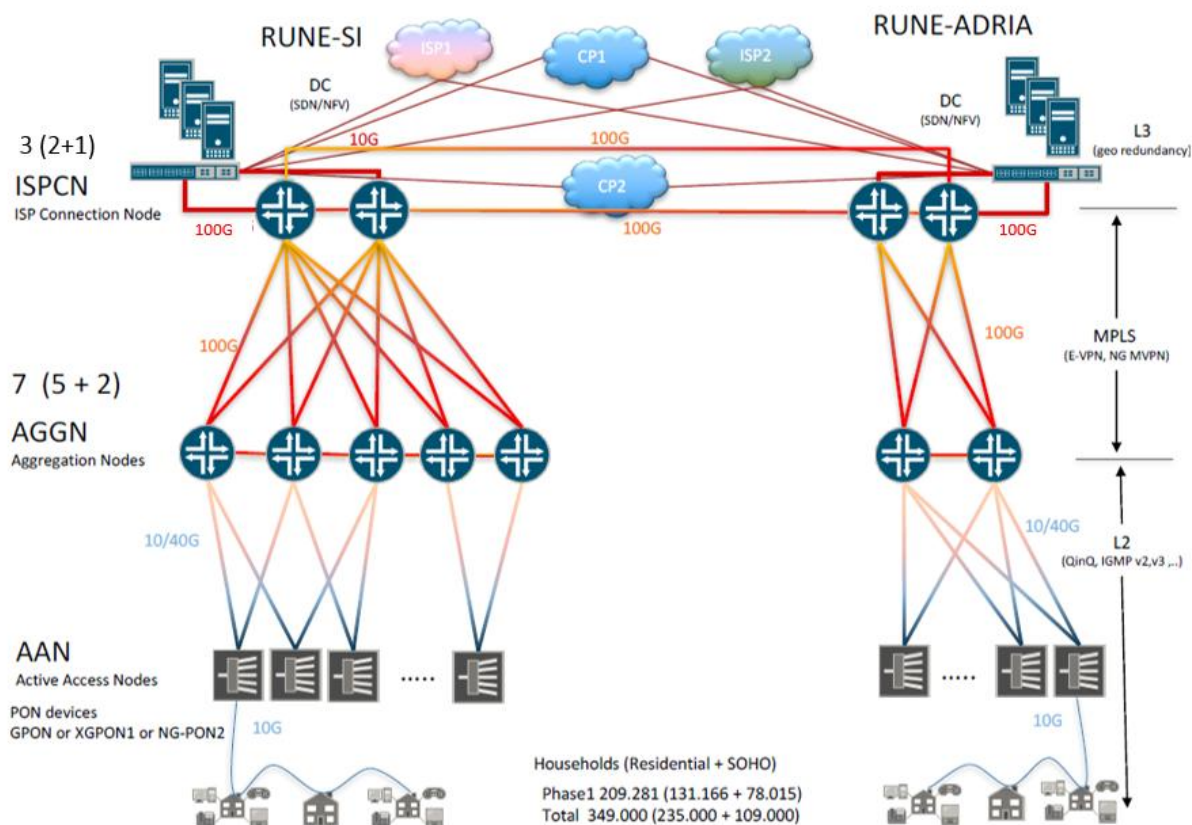 RUNE-SI
RUNE-ADRIA
ISP1
CP1
ISP2
DC
(SDN/NFV)
DC
(SDN/NFV)
L3
(geo redundancy)
3 (2+1)
ISPCN
ISP Connection Node
10G
100G
CP2
100G
100G
100G
100G
100G
MPLS
(E-VPN, NG MVPN)
7 (5 + 2)
AGGN
Aggregation Nodes
10/40G
10/40G
L2
(QinQ, IGMP v2,v3 ,..)
AAN
Active Access Nodes
.....
.....
PON devices
GPON or XGPON1 or NG-PON2
10G
10G
Households (Residential + SOHO)
Phase1 209.281 (131.166 + 78.015)
Total 349.000 (235.000 + 109.000)